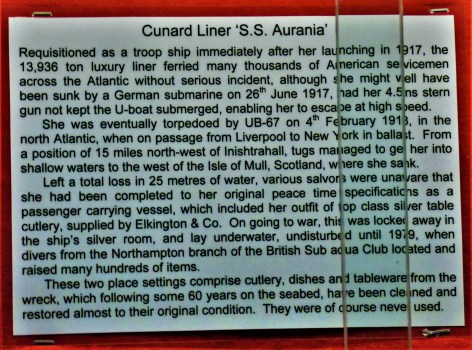 Cunard Liner 'S.S. Aurania'
Requisitioned as a troop ship immediately after her launching in 1917, the
13,936 ton luxury liner ferried many thousands of American servicemen
across the Atlantic without serious incident, although she might well have
been sunk by a German submarine on 26th June 1917, had her 4.5ins stern
gun not kept the U-boat submerged, enabling her to escape at high speed.
She was eventually torpedoed by UB-67 on 4th February 1918, in the
north Atlantic, when on passage from Liverpool to New York in ballast. From
a position of 15 miles north-west of Inishtrahall, tugs managed to get her into
shallow waters to the west of the Isle of Mull, Scotland, where she sank.
Left a total loss in 25 metres of water, various salvors were unaware that
she had been completed to her original peace time specifications as a
passenger carrying vessel, which included her outfit of top class silver table
cutlery, supplied by Elkington & Co. On going to war, this was locked away in
the ship's silver room, and lay underwater, undisturbed until 1979, when
divers from the Northampton branch of the British Sub aqua Club located and
raised many hundreds of items.
These two place settings comprise cutlery, dishes and tableware from the
wreck, which following some 60 years on the seabed, have been cleaned and
restored almost to their original condition. They were of course never used.